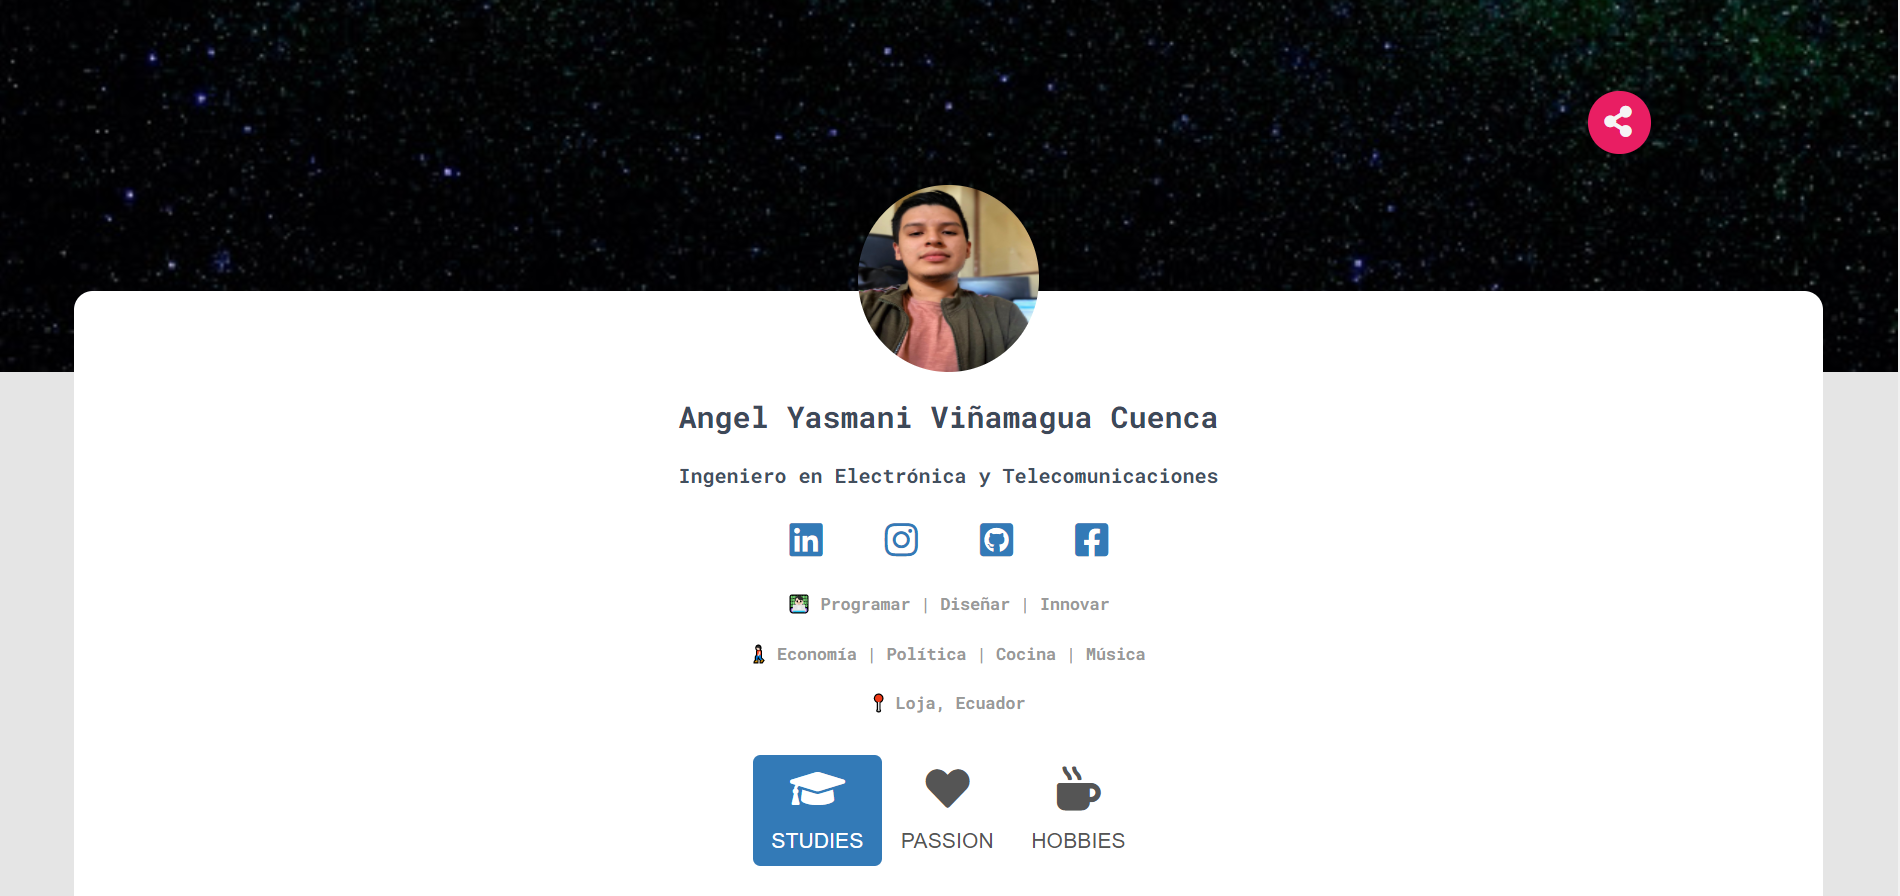 Angel Yasmani Viñamagua Cuenca
Ingeniero en Electrónica y Telecomunicaciones
Programar | Diseñar | Innovar
Economía | Política | Cocina | Música
Loja, Ecuador
STUDIES PASSION HOBBIES